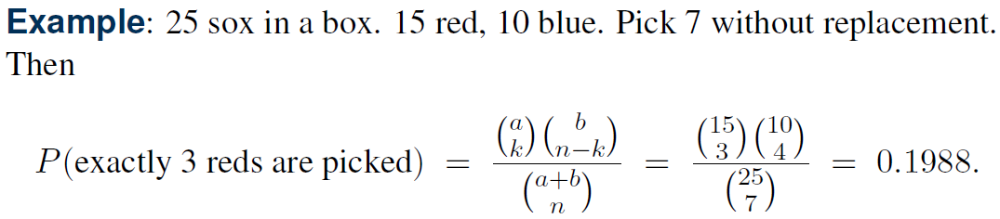 Example: 25 sox in a box. 15 red, 10 blue. Pick 7 without replacement.
Then
P(exactly 3 reds are picked) = \frac{\binom{a}{k}\binom{b}{n-k}}{\binom{a+b}{n}} = \frac{\binom{15}{3}\binom{10}{4}}{\binom{25}{7}} = 0.1988.